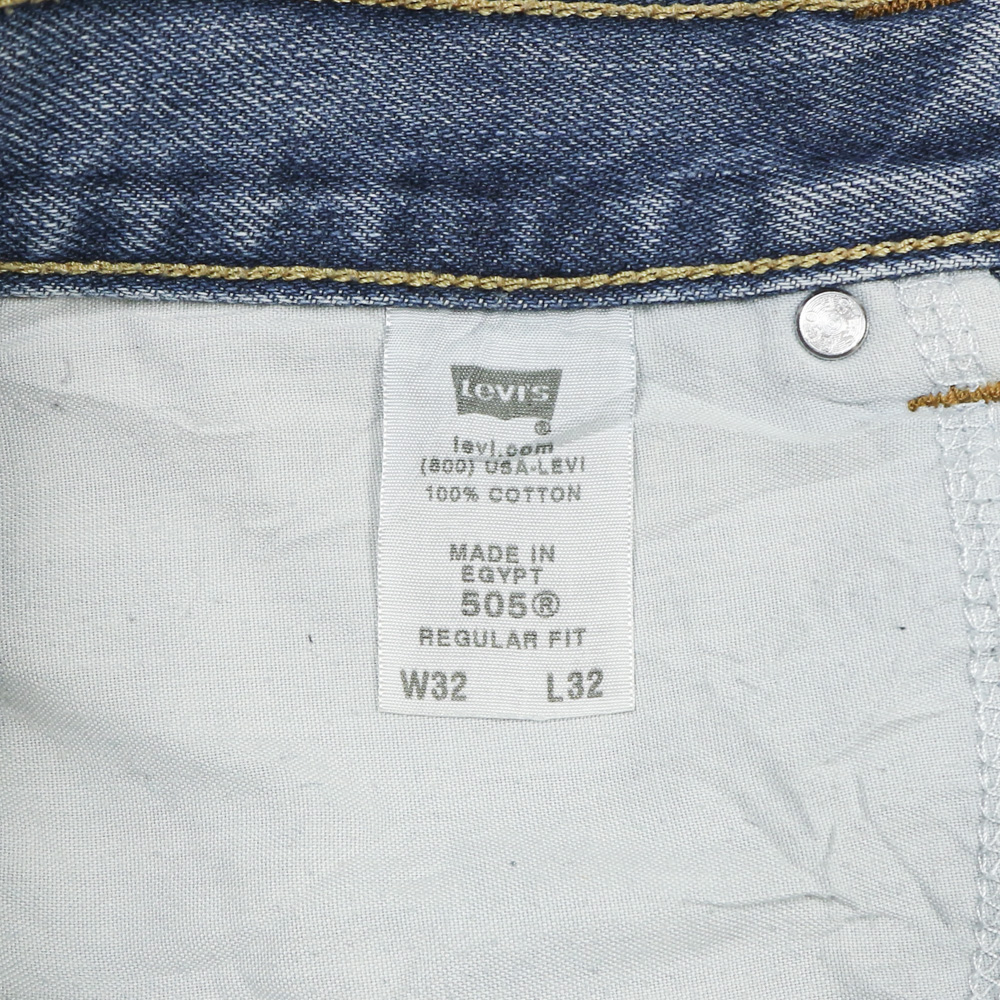 Levi's
®
levi.com
(800) USA-LEVI
100% COTTON
MADE IN
EGYPT
505®
REGULAR FIT
W32 L32